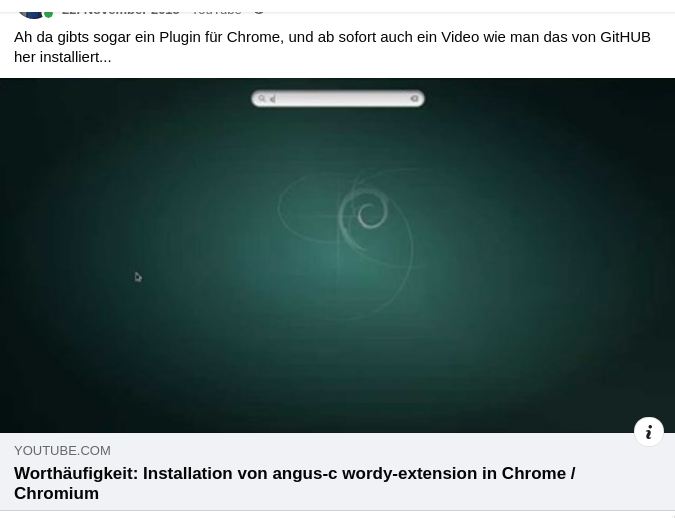 22. November 2015 · YouTube ·
Ah da gibts sogar ein Plugin für Chrome, und ab sofort auch ein Video wie man das von GitHUB
her installiert...
YOUTUBE.COM
Worthäufigkeit: Installation von angus-c wordy-extension in Chrome /
Chromium